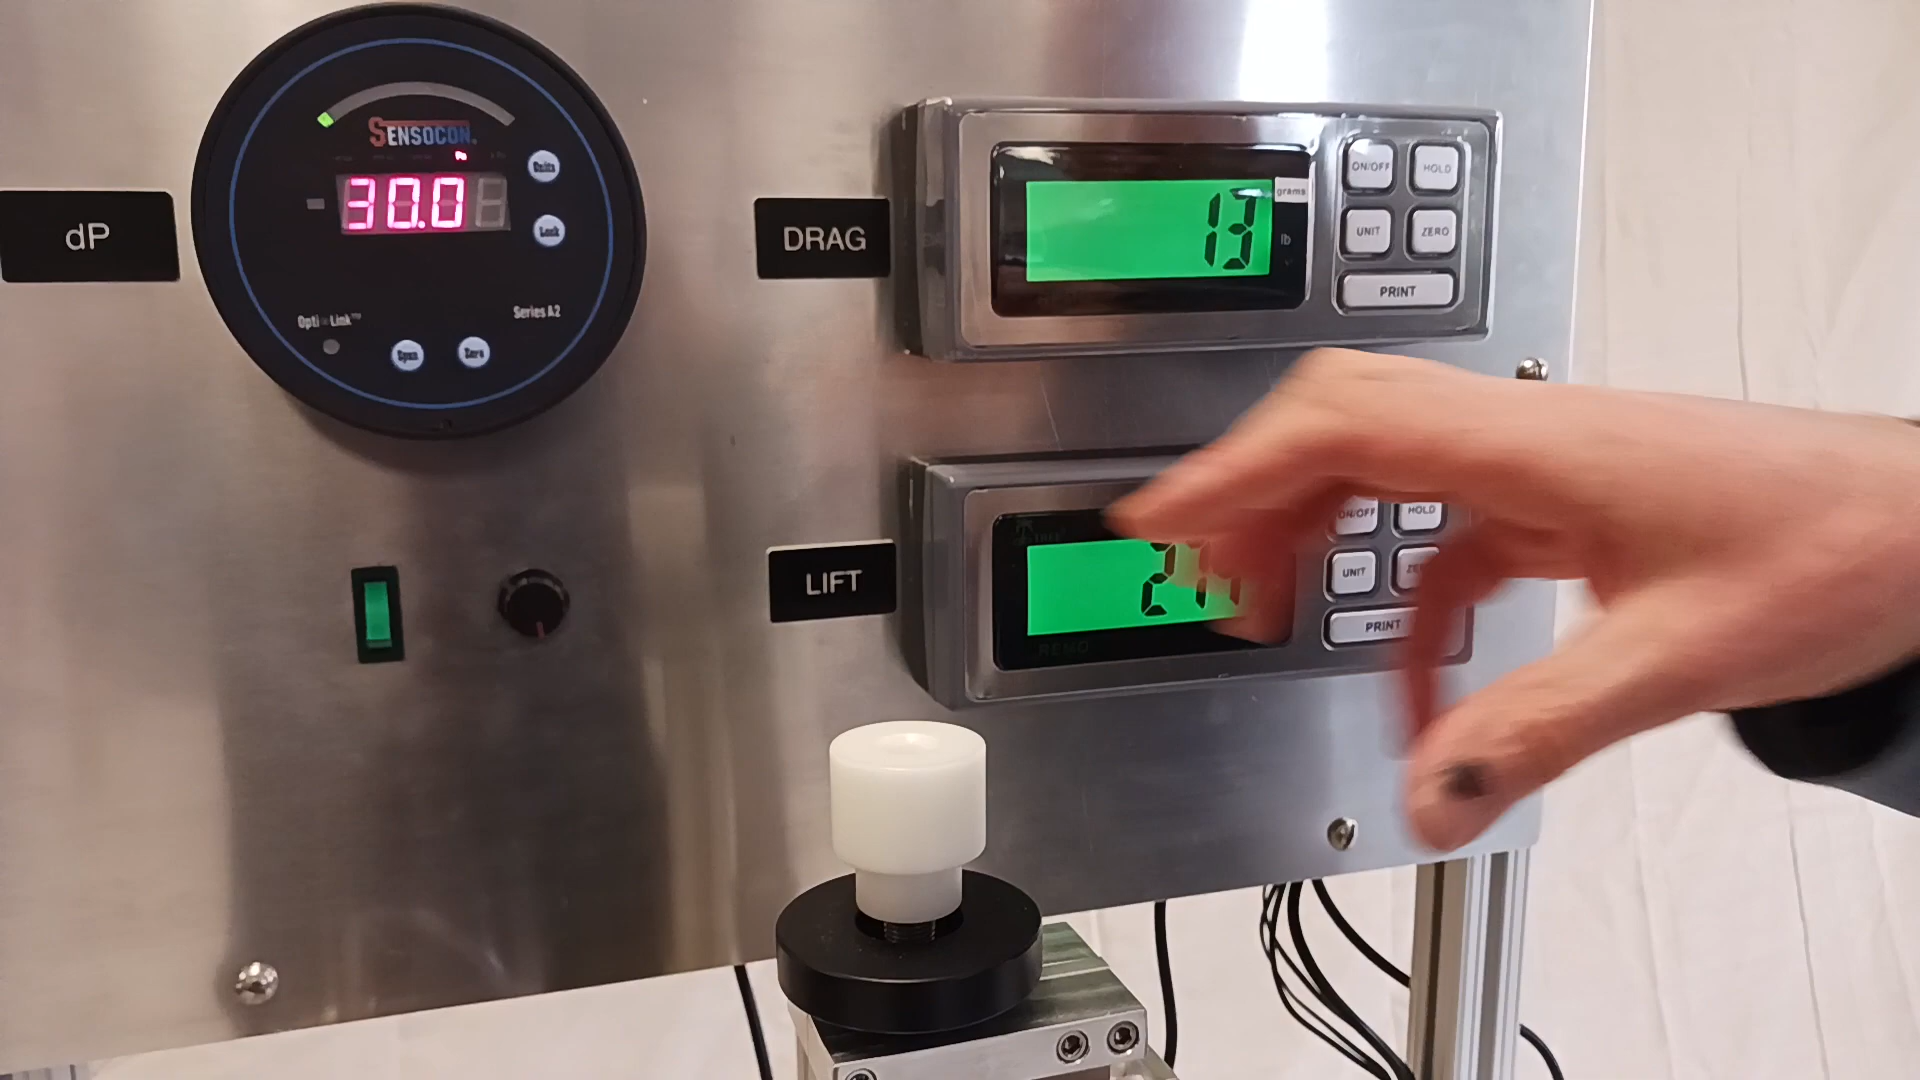 dP
SENSOCON
30.0
Units
Lock
Opti-Link™
Series A2
Span
Zero
DRAG
13
grams
lb
ON/OFF
HOLD
UNIT
ZERO
PRINT
LIFT
ON/OFF
HOLD
UNIT
PRINT